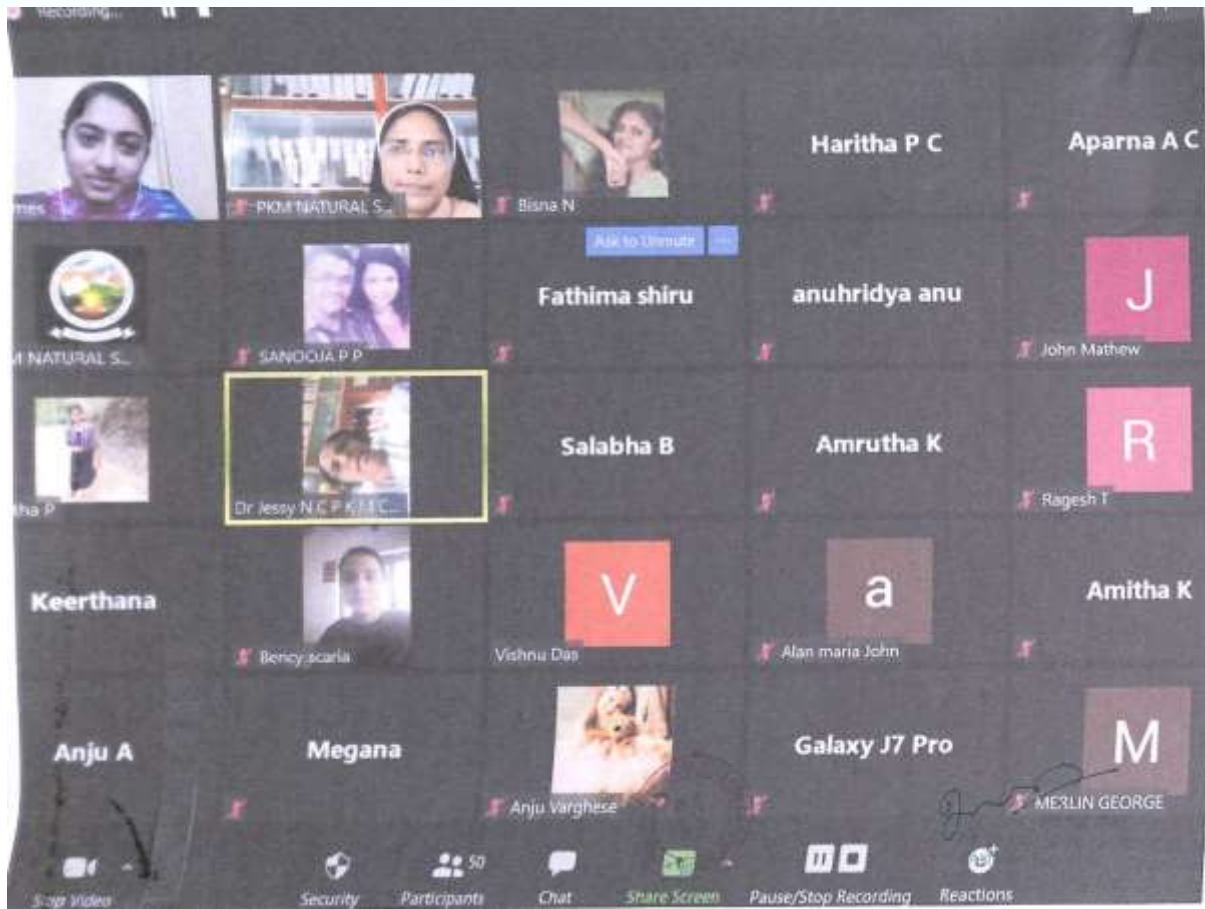 Recording...
mes
PKM NATURAL S...
Bisna N
Haritha P C
Aparna A C
Ask to Unmute
M NATURAL S...
SANOOJA P P
Fathima shiru
anuhridya anu
J
John Mathew
tha P
Dr Jessy N C P K M C...
Salabha B
Amrutha K
R
Ragesh T
Keerthana
Bency scaria
V
Vishnu Das
a
Alan maria John
Amitha K
Anju A
Megana
Anju Varghese
Galaxy J7 Pro
M
MERLIN GEORGE
Stop Video
Security
Participants
50
Chat
Share Screen
Pause/Stop Recording
Reactions